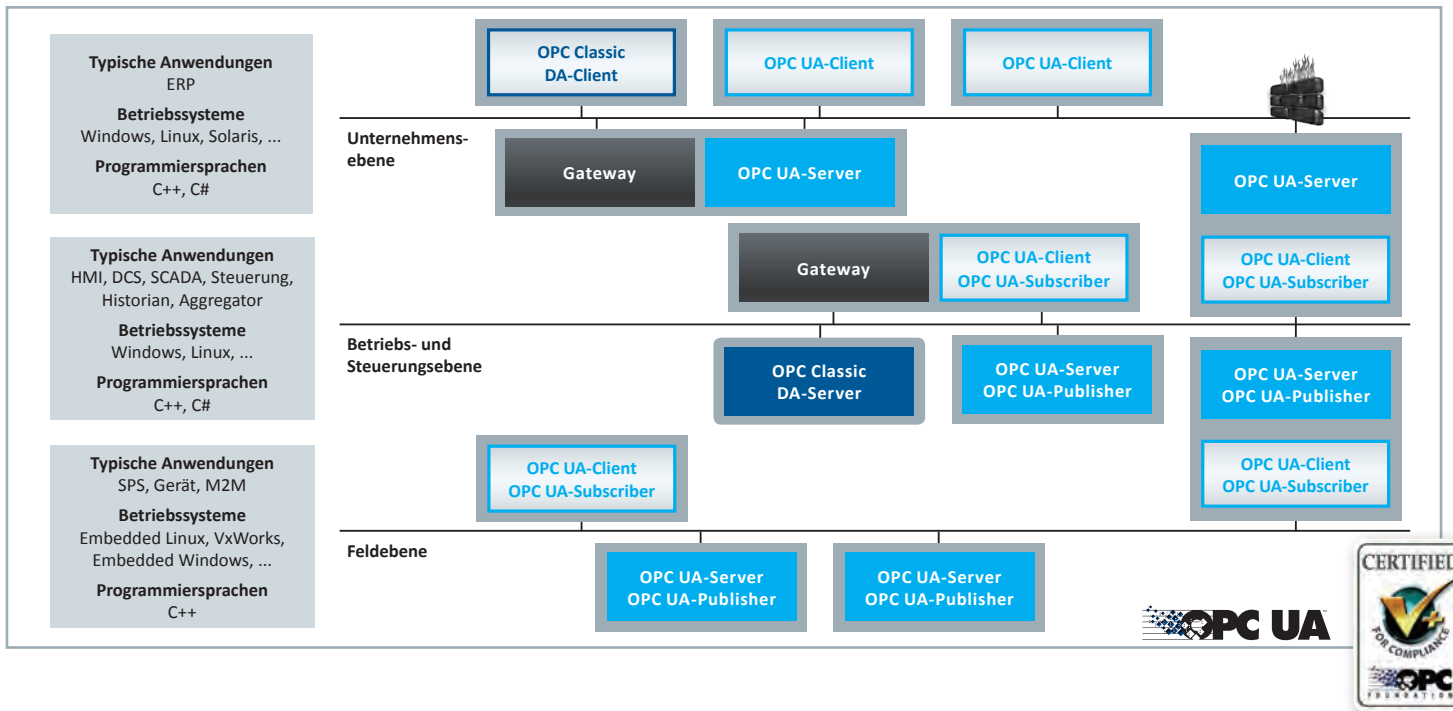 Typische Anwendungen
ERP
Betriebssysteme
Windows, Linux, Solaris, ...
Programmiersprachen
C++, C#
Typische Anwendungen
HMI, DCS, SCADA, Steuerung,
Historian, Aggregator
Betriebssysteme
Windows, Linux, ...
Programmiersprachen
C++, C#
Typische Anwendungen
SPS, Gerät, M2M
Betriebssysteme
Embedded Linux, VxWorks,
Embedded Windows, ...
Programmiersprachen
C++
OPC Classic
DA-Client
OPC UA-Client
OPC UA-Client
Unternehmens-
ebene
Gateway
OPC UA-Server
OPC UA-Server
Gateway
OPC UA-Client
OPC UA-Subscriber
OPC UA-Client
OPC UA-Subscriber
Betriebs- und
Steuerungsebene
OPC Classic
DA-Server
OPC UA-Server
OPC UA-Publisher
OPC UA-Server
OPC UA-Publisher
OPC UA-Client
OPC UA-Subscriber
OPC UA-Client
OPC UA-Subscriber
Feldebene
OPC UA-Server
OPC UA-Publisher
OPC UA-Server
OPC UA-Publisher
OPC UA
CERTIFIED
FOR COMPLIANCE
OPC
FOUNDATION